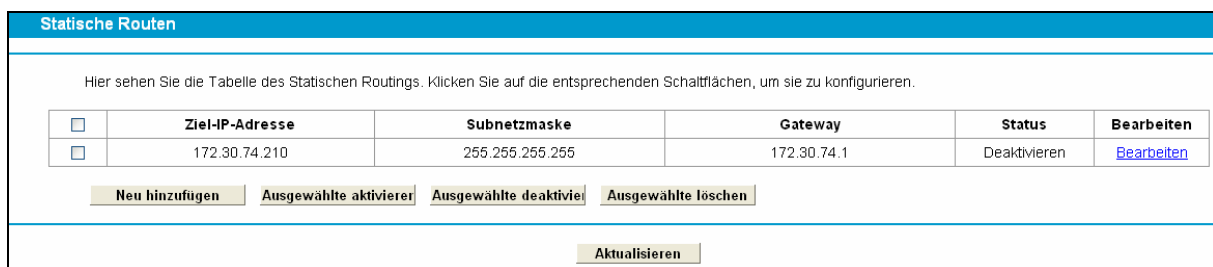 Statische Routen
Hier sehen Sie die Tabelle des Statischen Routings. Klicken Sie auf die entsprechenden Schaltflächen, um sie zu konfigurieren.
Ziel-IP-Adresse Subnetzmaske Gateway Status Bearbeiten
172.30.74.210 255.255.255.255 172.30.74.1 Deaktivieren Bearbeiten
Neu hinzufügen Ausgewählte aktivierer Ausgewählte deaktivie Ausgewählte löschen
Aktualisieren